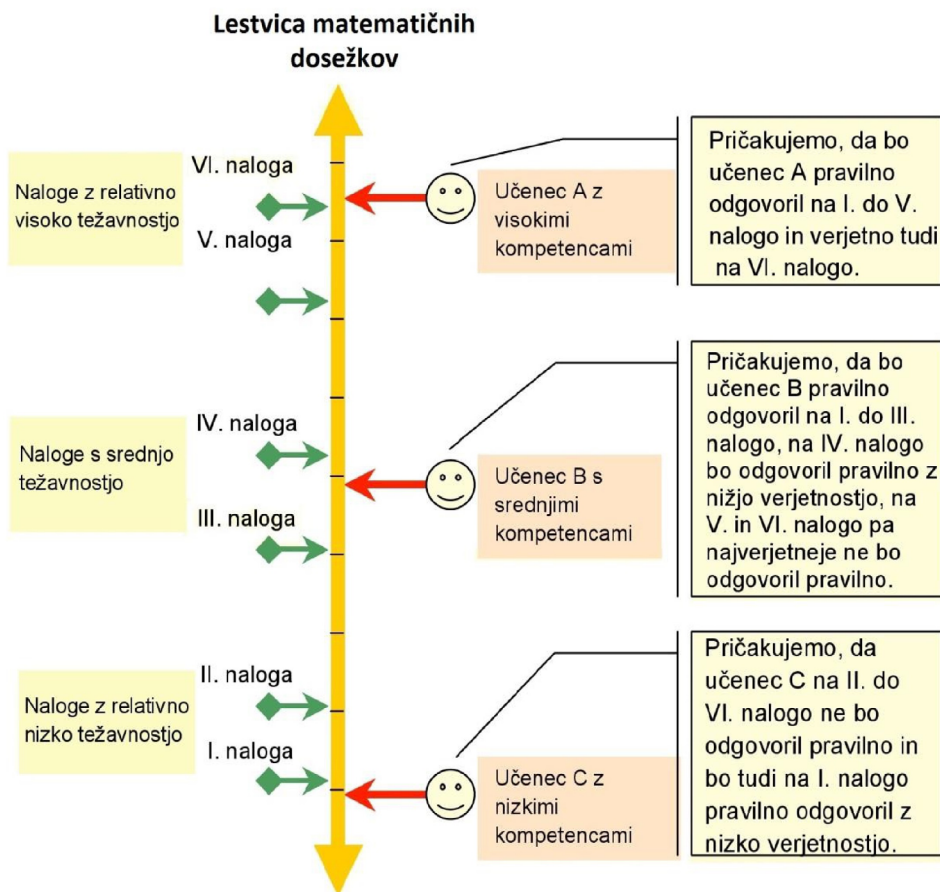 Lestvica matematičnih
dosežkov
Naloge z relativno
visoko težavnostjo
VI. naloga
V. naloga
Učenec A z
visokimi
kompetencami
Pričakujemo, da bo
učenec A pravilno
odgovoril na I. do V.
nalogo in verjetno tudi
na VI. nalogo.
Naloge s srednjo
težavnostjo
IV. naloga
III. naloga
Učenec B s
srednjimi
kompetencami
Pričakujemo, da bo
učenec B pravilno
odgovoril na I. do III.
nalogo, na IV. nalogo
bo odgovoril pravilno z
nižjo verjetnostjo, na
V. in VI. nalogo pa
najverjetneje ne bo
odgovoril pravilno.
Naloge z relativno
nizko težavnostjo
II. naloga
I. naloga
Učenec C z
nizkimi
kompetencami
Pričakujemo, da
učenec C na II. do
VI. nalogo ne bo
odgovoril pravilno in
bo tudi na I. nalogo
pravilno odgovoril z
nizko verjetnostjo.